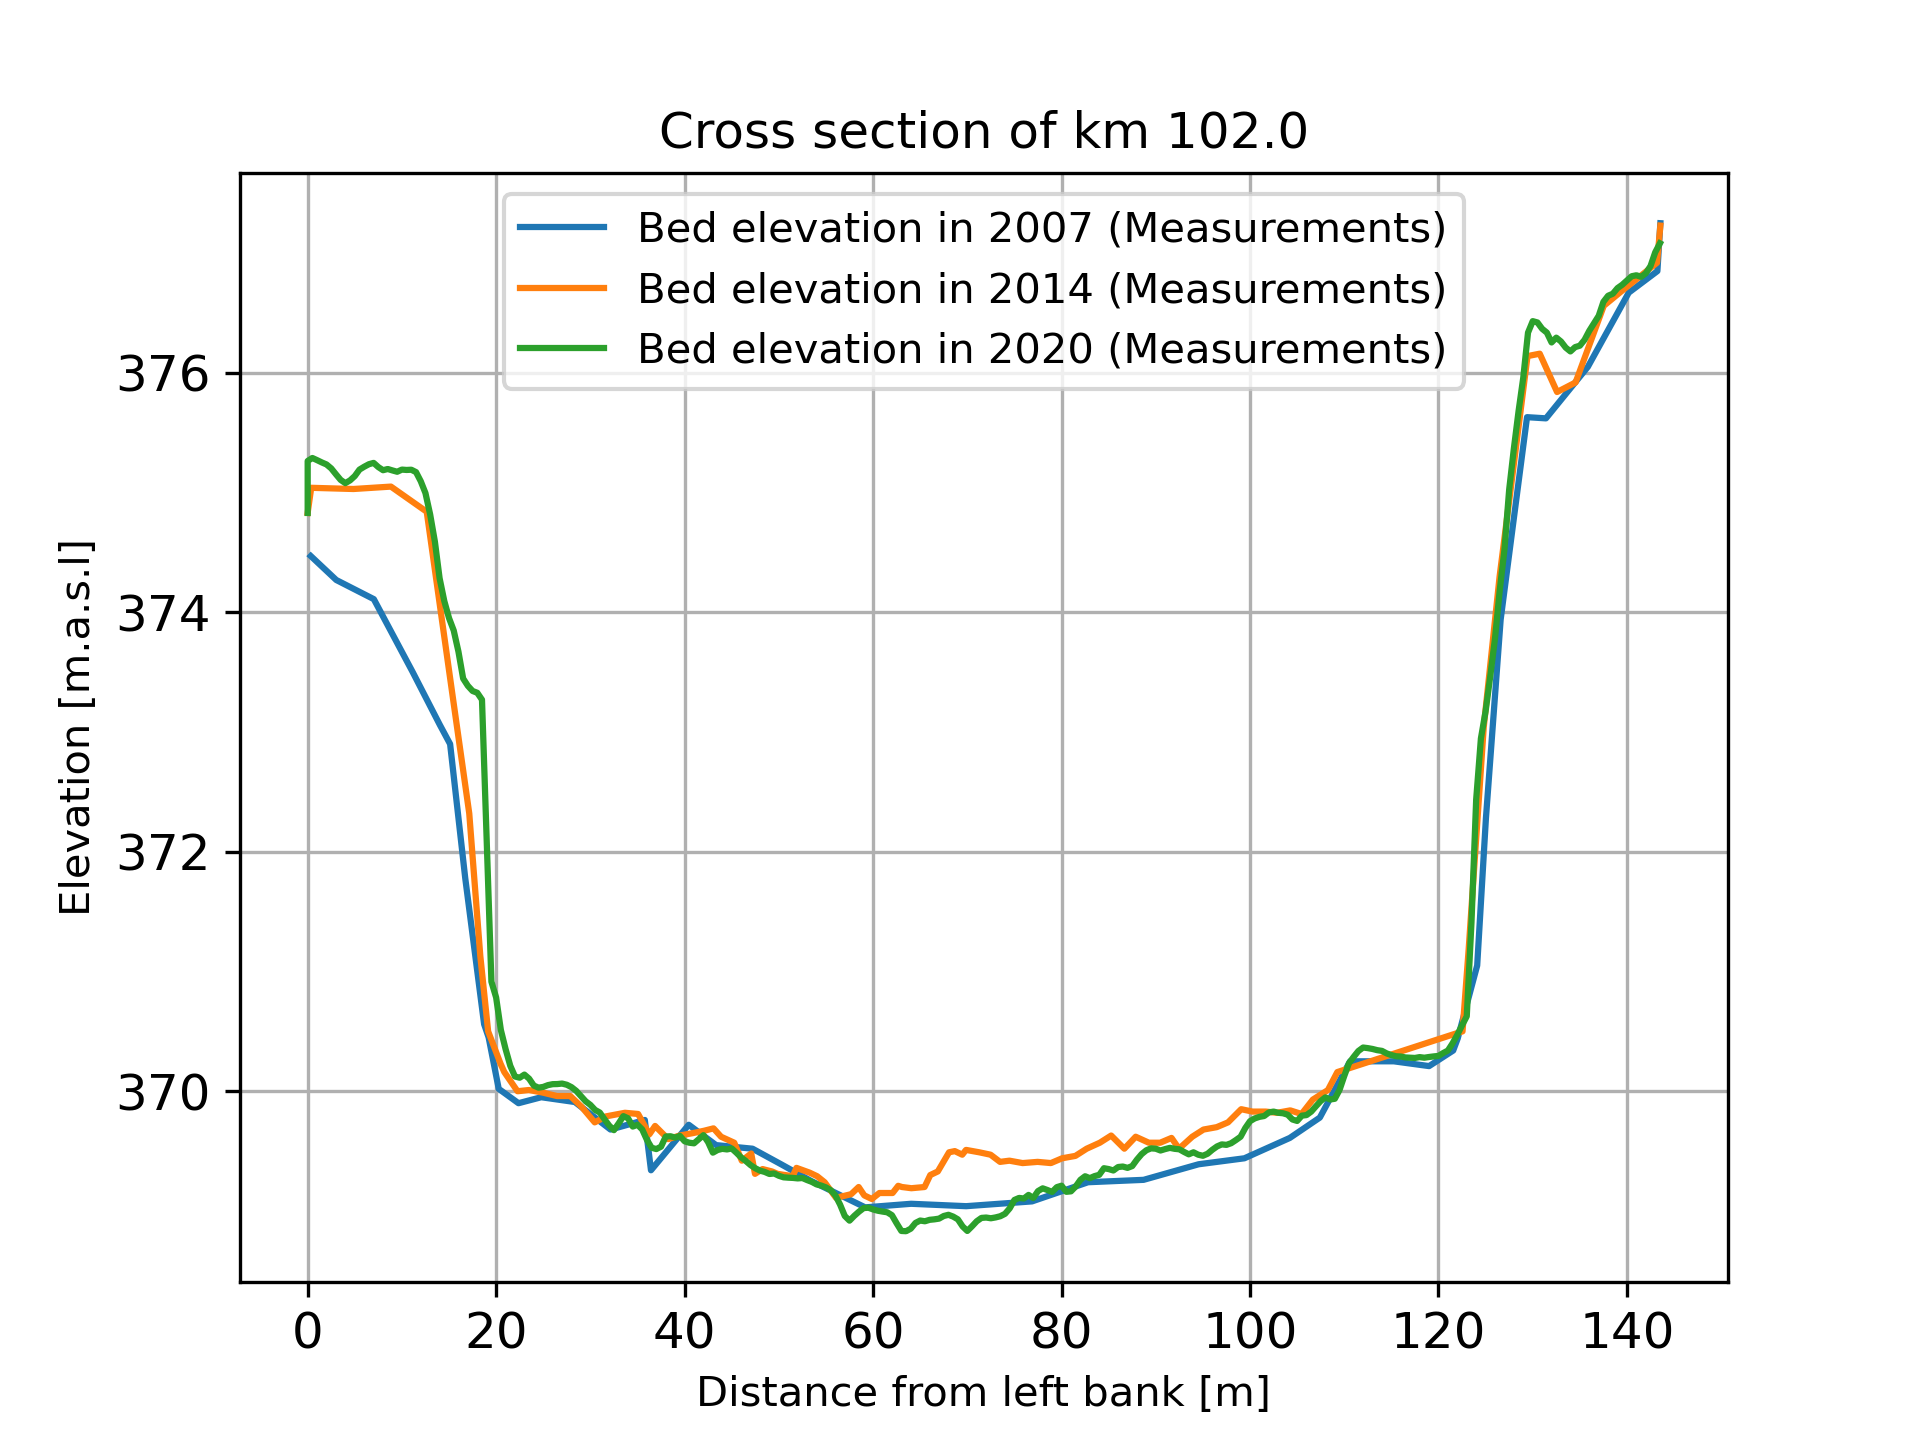 Cross section of km 102.0
Bed elevation in 2007 (Measurements)
Bed elevation in 2014 (Measurements)
Bed elevation in 2020 (Measurements)
376
374
372
370
Elevation [m.a.s.l]
0 20 40 60 80 100 120 140
Distance from left bank [m]